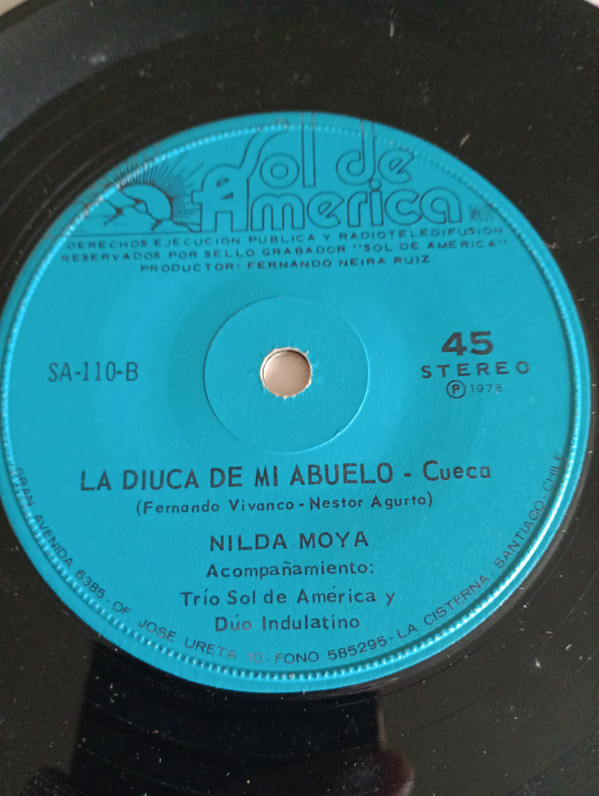 Sol de
America
DERECHOS EJECUCION PUBLICA Y RADIOTELEDIFUSION
RESERVADOS POR SELLO GRABADOR "SOL DE AMERICA"
PRODUCTOR: FERNANDO NEIRA RUIZ
SA-110-B
45
STEREO
Ⓟ1978
LA DIUCA DE MI ABUELO - Cueca
(Fernando Vivanco - Nestor Agurto)
NILDA MOYA
Acompañamiento:
Trío Sol de América y
Dúo Indulatino
GRAN AVENIDA 6385 - OF JOSE URETA 10 - FONO 585295 - LA CISTERNA - SANTIAGO - CHILE